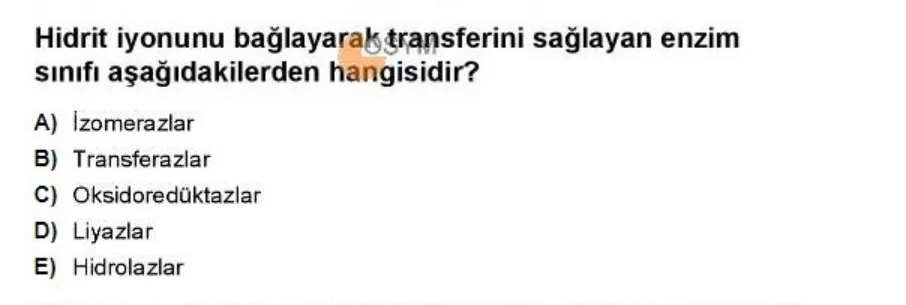 Hidrit iyonunu bağlayarak transferini sağlayan enzim
sınıfı aşağıdakilerden hangisidir?
A) İzomerazlar
B) Transferazlar
C) Oksidoredüktazlar
D) Liyazlar
E) Hidrolazlar